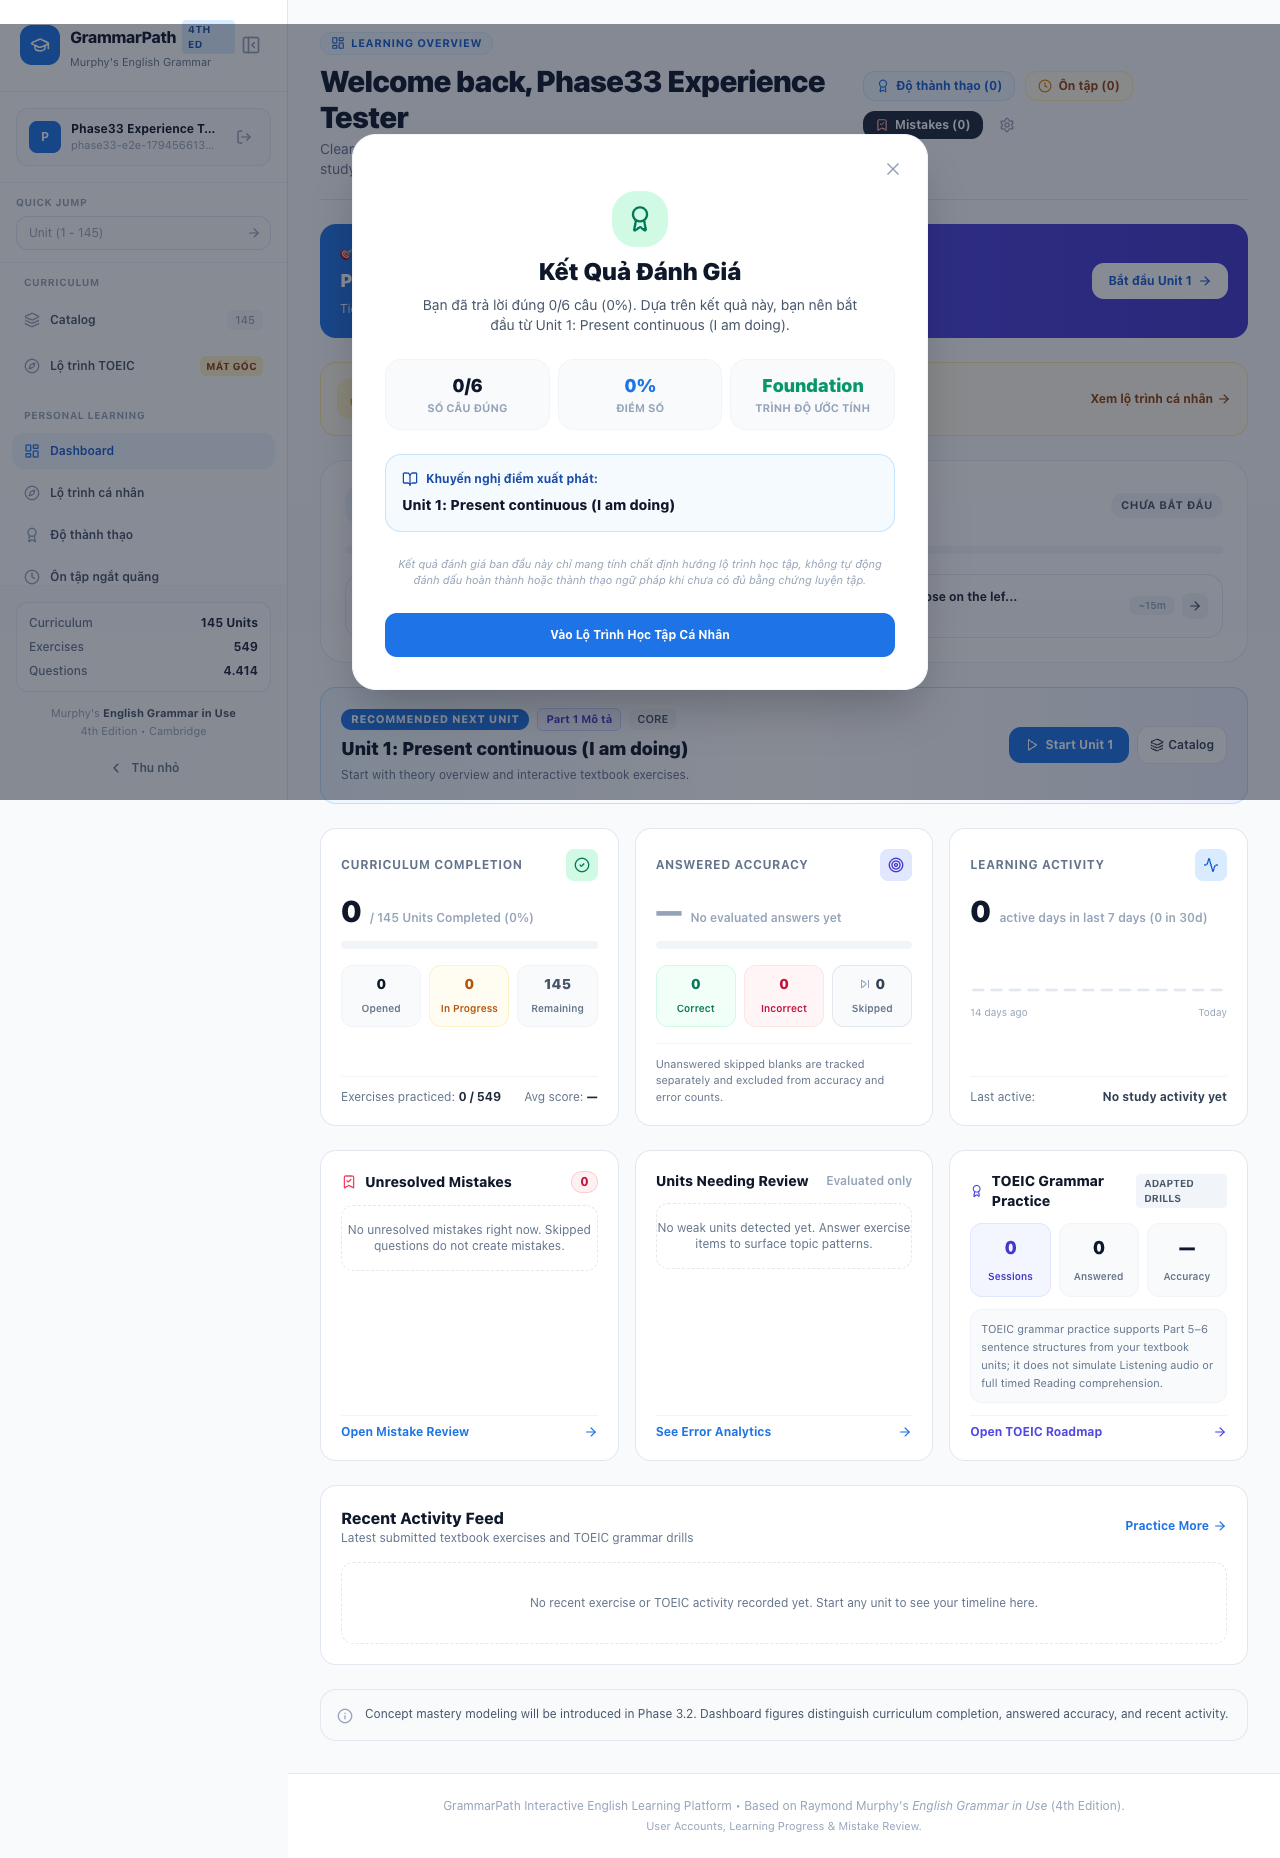 GrammarPath
4TH ED
Murphy's English Grammar
P
Phase33 Experience T...
phase33-e2e-179456613...
QUICK JUMP
Unit (1 - 145)
CURRICULUM
Catalog
145
Lộ trình TOEIC
MẤT GỐC
PERSONAL LEARNING
Dashboard
Lộ trình cá nhân
Độ thành thạo
Ôn tập ngắt quãng
Curriculum
145 Units
Exercises
549
Questions
4.414
Murphy's English Grammar in Use
4th Edition • Cambridge
Thu nhỏ
LEARNING OVERVIEW
Welcome back, Phase33 Experience
Tester
Clear
study
Độ thành thạo (0)
Ôn tập (0)
Mistakes (0)
Bắt đầu Unit 1
Xem lộ trình cá nhân
CHƯA BẮT ĐẦU
ose on the lef...
~15m
Kết Quả Đánh Giá
Bạn đã trả lời đúng 0/6 câu (0%). Dựa trên kết quả này, bạn nên bắt
đầu từ Unit 1: Present continuous (I am doing).
0/6
SỐ CÂU ĐÚNG
0%
ĐIỂM SỐ
Foundation
TRÌNH ĐỘ ƯỚC TÍNH
Khuyến nghị điểm xuất phát:
Unit 1: Present continuous (I am doing)
Kết quả đánh giá ban đầu này chỉ mang tính chất định hướng lộ trình học tập, không tự động
đánh dấu hoàn thành hoặc thành thạo ngữ pháp khi chưa có đủ bằng chứng luyện tập.
Vào Lộ Trình Học Tập Cá Nhân
RECOMMENDED NEXT UNIT
Part 1 Mô tả
CORE
Unit 1: Present continuous (I am doing)
Start with theory overview and interactive textbook exercises.
Start Unit 1
Catalog
CURRICULUM COMPLETION
0 / 145 Units Completed (0%)
0
Opened
0
In Progress
145
Remaining
Exercises practiced: 0 / 549
Avg score: —
ANSWERED ACCURACY
— No evaluated answers yet
0
Correct
0
Incorrect
0
Skipped
Unanswered skipped blanks are tracked
separately and excluded from accuracy and
error counts.
LEARNING ACTIVITY
0 active days in last 7 days (0 in 30d)
14 days ago
Today
Last active:
No study activity yet
Unresolved Mistakes
0
No unresolved mistakes right now. Skipped
questions do not create mistakes.
Open Mistake Review
Units Needing Review
Evaluated only
No weak units detected yet. Answer exercise
items to surface topic patterns.
See Error Analytics
TOEIC Grammar
Practice
ADAPTED
DRILLS
0
Sessions
0
Answered
—
Accuracy
TOEIC grammar practice supports Part 5–6
sentence structures from your textbook
units; it does not simulate Listening audio or
full timed Reading comprehension.
Open TOEIC Roadmap
Recent Activity Feed
Latest submitted textbook exercises and TOEIC grammar drills
Practice More
No recent exercise or TOEIC activity recorded yet. Start any unit to see your timeline here.
Concept mastery modeling will be introduced in Phase 3.2. Dashboard figures distinguish curriculum completion, answered accuracy, and recent activity.
GrammarPath Interactive English Learning Platform • Based on Raymond Murphy's English Grammar in Use (4th Edition).
User Accounts, Learning Progress & Mistake Review.